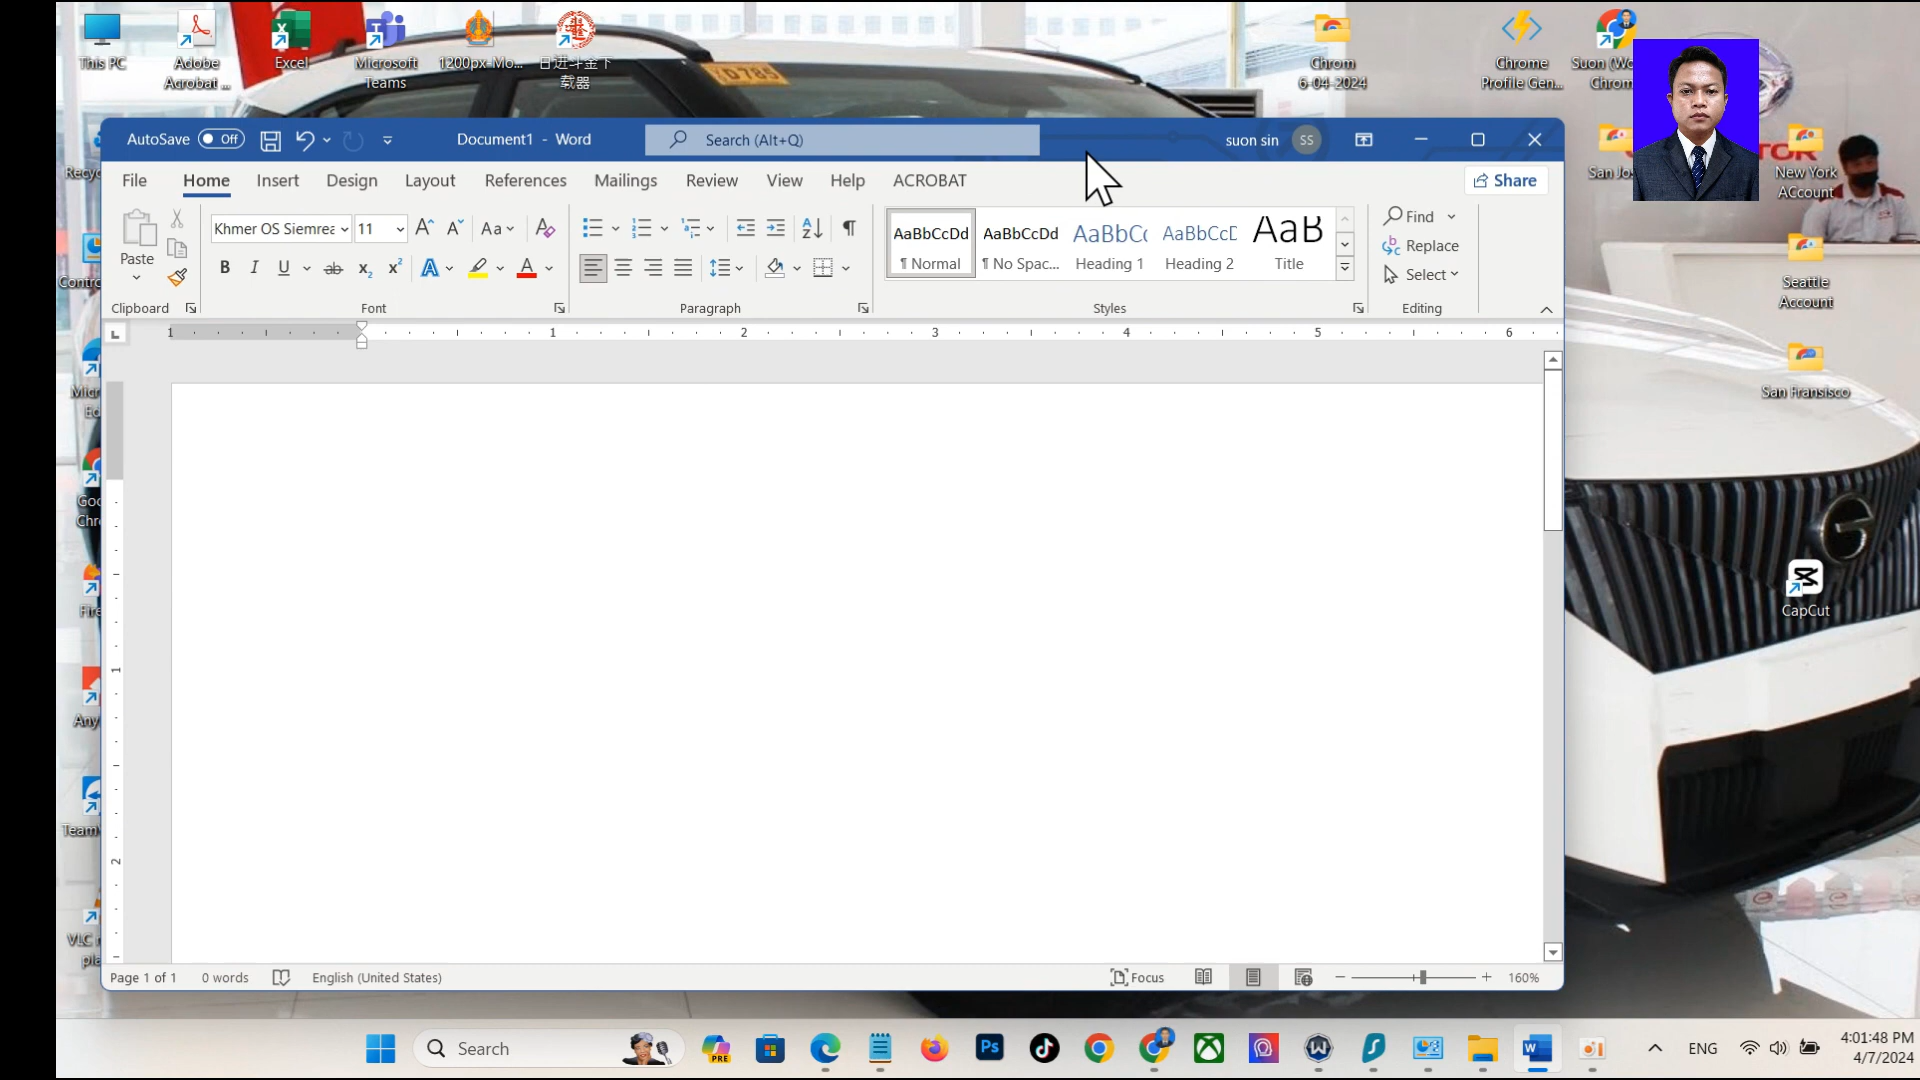 This PC
Adobe
Acrobat ...
Excel
Microsoft
Teams
1200px-Mo...
日进斗金下
载器
Chrom
6-04-2024
Chrome
Profile Gen...
AutoSave
Off
Document1 - Word
Search (Alt+Q)
suon sin
SS
File
Home
Insert
Design
Layout
References
Mailings
Review
View
Help
ACROBAT
Share
New York
ACcount
Paste
Clipboard
Khmer OS Siemrea
11
Font
Paragraph
AaBbCcDd
¶ Normal
AaBbCcDd
¶ No Spac...
AaBbC
Heading 1
AaBbCcD
Heading 2
AaB
Title
Styles
Find
Replace
Select
Editing
Seattle
Account
San Fransisco
CapCut
1 1 2 3 4 5 6
1
2
Page 1 of 1
0 words
English (United States)
Focus
160%
Search
PRE
Ps
ENG
4:01:48 PM
4/7/2024